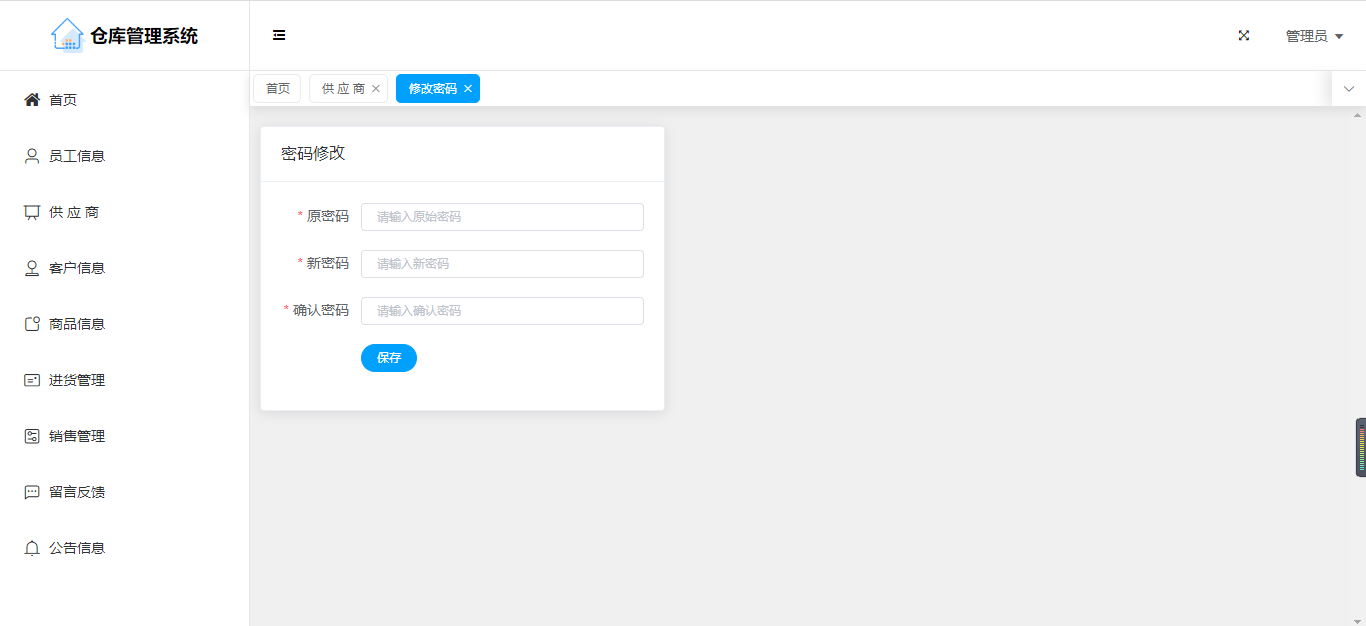 仓库管理系统
管理员
首页
供 应 商
修改密码
首页
员工信息
供 应 商
客户信息
商品信息
进货管理
销售管理
留言反馈
公告信息
密码修改
* 原密码 请输入原始密码
* 新密码 请输入新密码
* 确认密码 请输入确认密码
保存